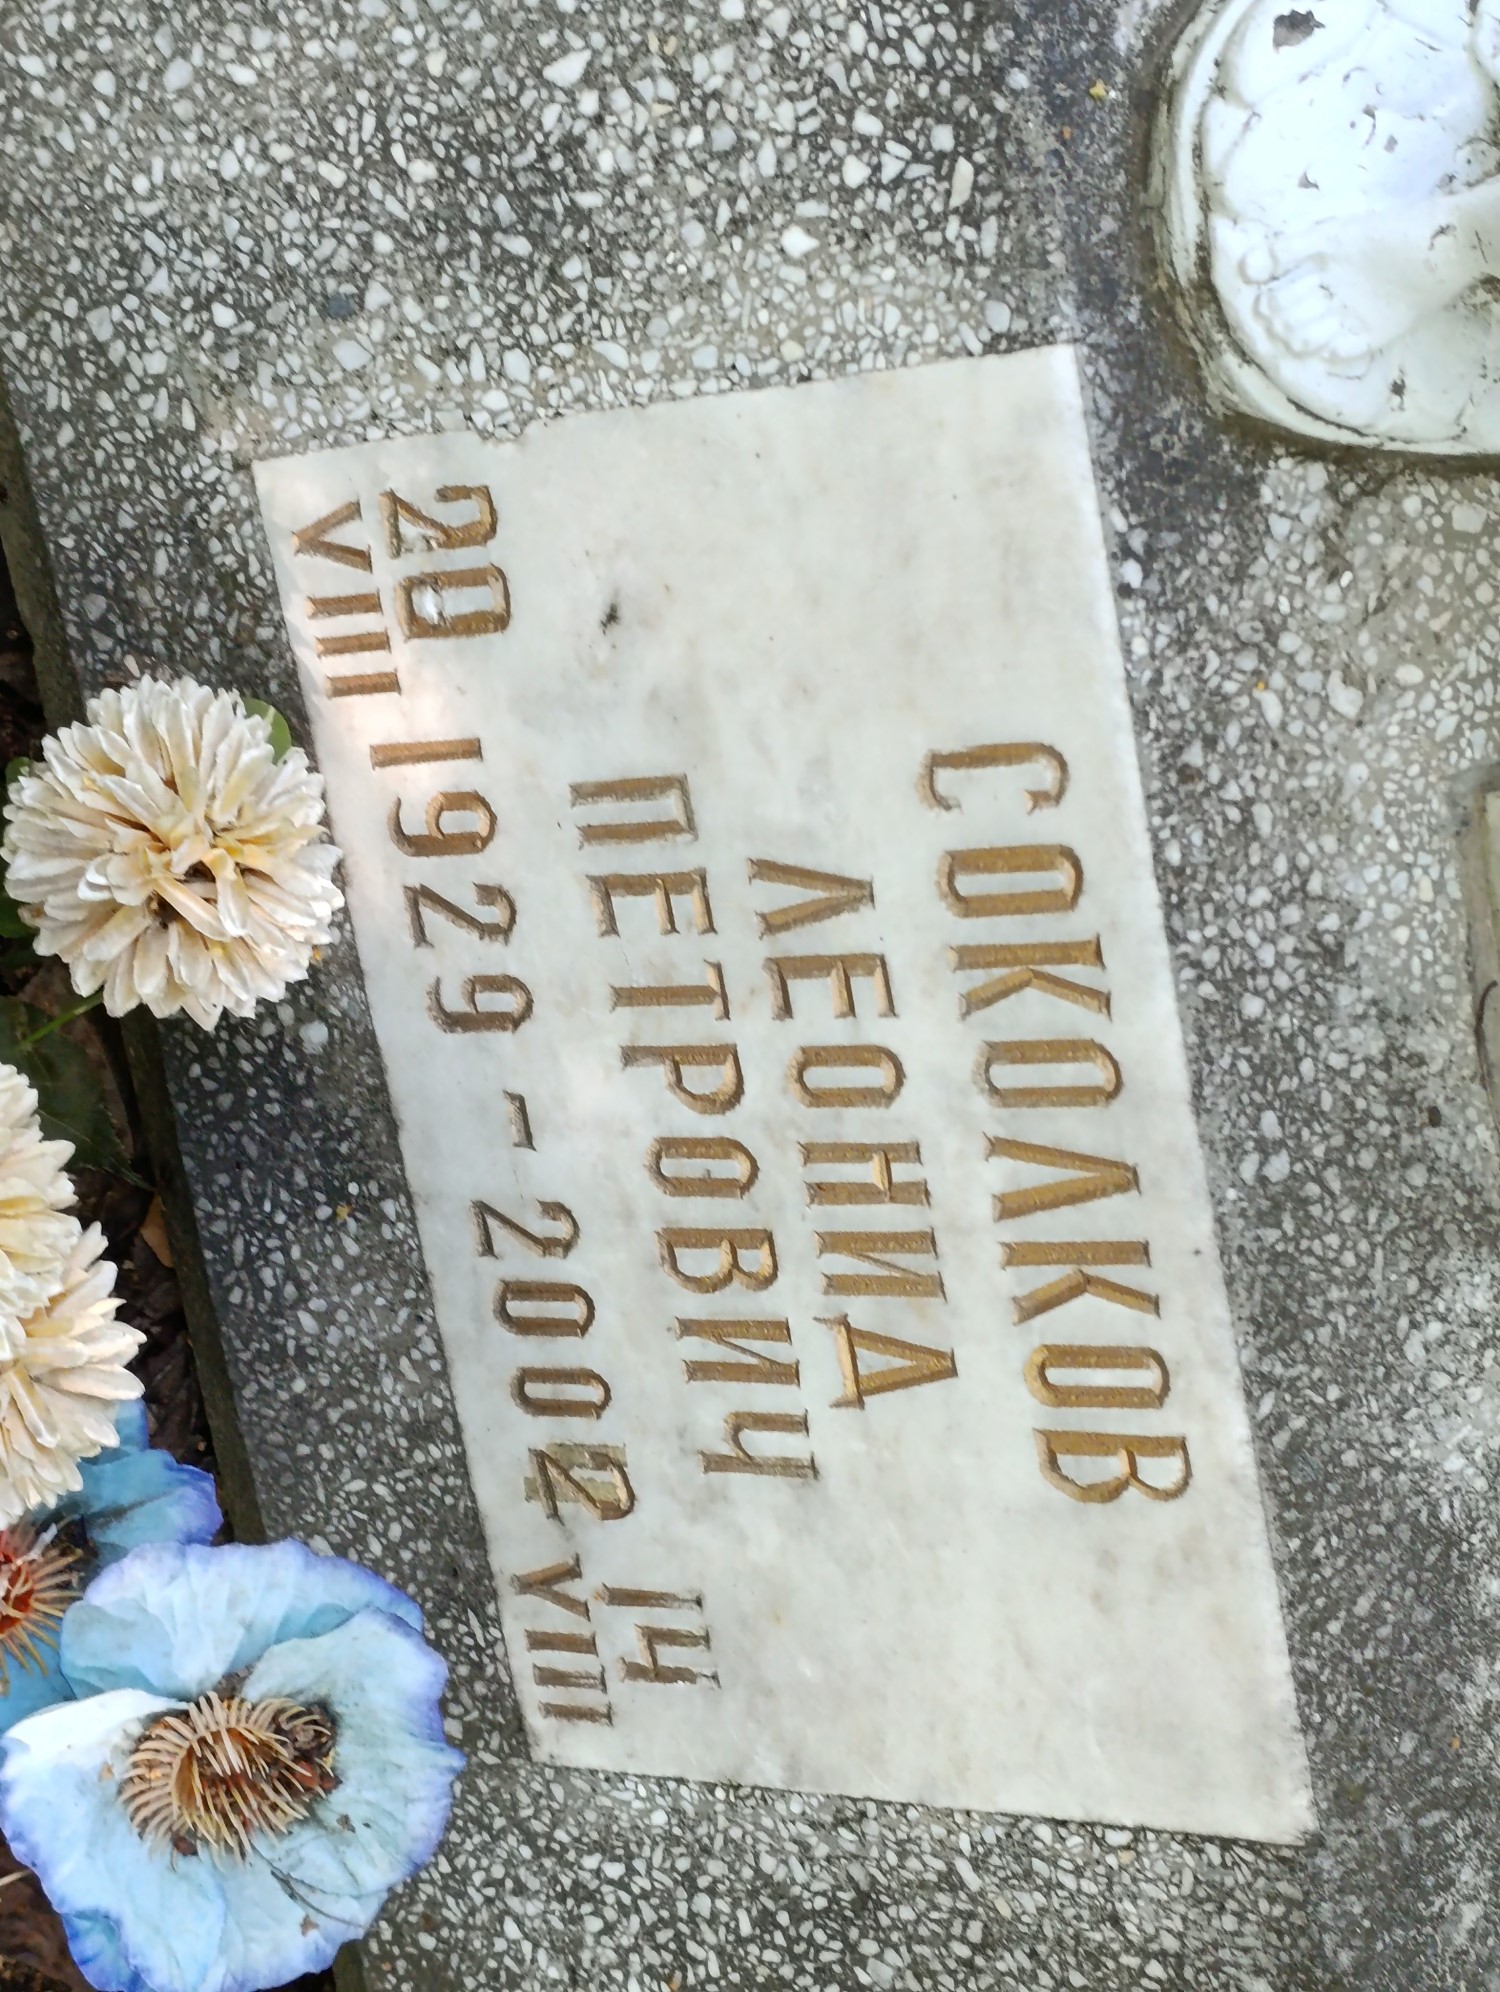 СОКОЛКОВ
ЛЕОНИД
ПЕТРОВИЧ
20 VIII 1929 - 2002 14 VIII